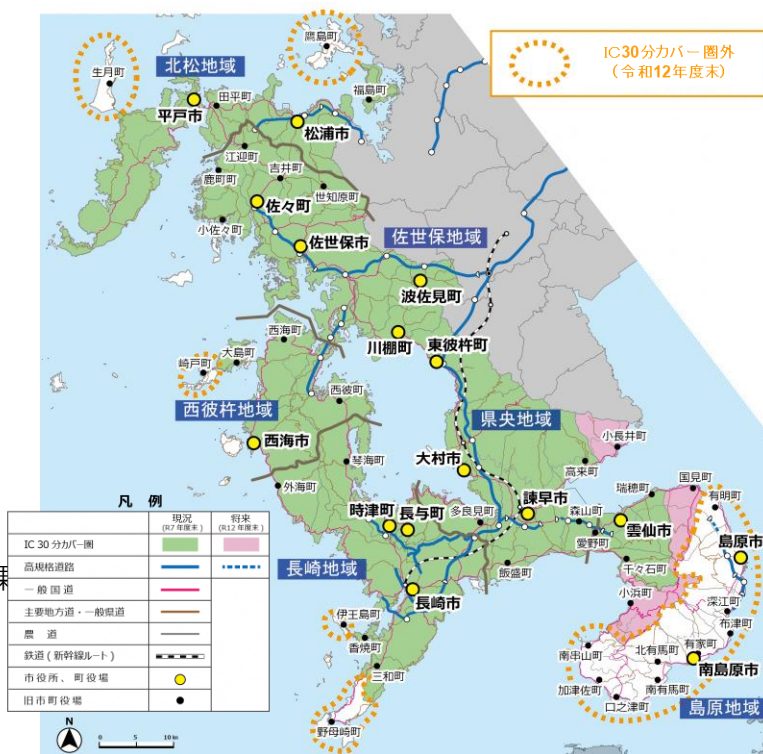 IC30分カバー圏外
(令和12年度末)
鷹島町
生月町
北松地域
福島町
田平町
平戸市
松浦市
江迎町
吉井町
鹿町町
世知原町
佐々町
小佐々町
佐世保市
佐世保地域
波佐見町
西海町
川棚町
東彼杵町
大島町
崎戸町
西彼町
西彼杵地域
県央地域
西海市
小長井町
琴海町
大村市
高来町
外海町
国見町
瑞穂町
有明町
時津町
長与町
多良見町
諫早市
森山町
雲仙市
愛野町
島原市
長崎地域
飯盛町
千々石町
小浜町
長崎市
深江町
伊王島町
布津町
香焼町
有家町
南串山町
北有馬町
南島原市
三和町
加津佐町
南有馬町
口之津町
島原地域
野母崎町
凡 例
現況
(R7年度末)
将来
(R12年度末)
IC 30 分カバー圏
高規格道路
一般国道
主要地方道・一般県道
農 道
鉄道(新幹線ルート)
市役所、町役場
旧市町役場
N
0 5 10km